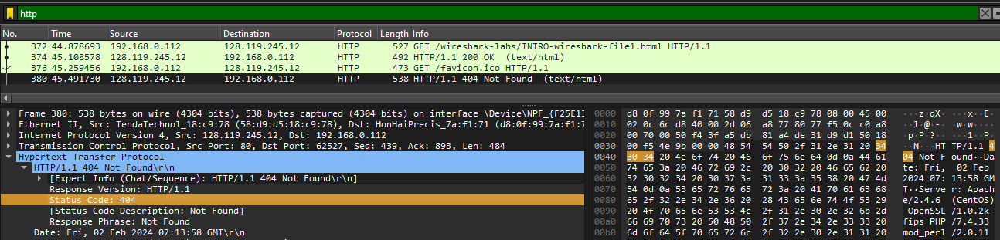 http
No. Time Source Destination Protocol Length Info
372 44.878693 192.168.0.112 128.119.245.12 HTTP 527 GET /wireshark-labs/INTRO-wireshark-file1.html HTTP/1.1
374 45.108578 128.119.245.12 192.168.0.112 HTTP 492 HTTP/1.1 200 OK (text/html)
376 45.259456 192.168.0.112 128.119.245.12 HTTP 473 GET /favicon.ico HTTP/1.1
380 45.491730 128.119.245.12 192.168.0.112 HTTP 538 HTTP/1.1 404 Not Found (text/html)
Frame 380: 538 bytes on wire (4304 bits), 538 bytes captured (4304 bits) on interface \Device\NPF_{F25E13
Ethernet II, Src: TendaTechnol_18:c9:78 (58:d9:d5:18:c9:78), Dst: HonHaiPrecis_7a:f1:71 (d8:0f:99:7a:f1:7
Internet Protocol Version 4, Src: 128.119.245.12, Dst: 192.168.0.112
Transmission Control Protocol, Src Port: 80, Dst Port: 62527, Seq: 439, Ack: 893, Len: 484
Hypertext Transfer Protocol
HTTP/1.1 404 Not Found\r\n
[Expert Info (Chat/Sequence): HTTP/1.1 404 Not Found\r\n]
Response Version: HTTP/1.1
Status Code: 404
[Status Code Description: Not Found]
Response Phrase: Not Found
Date: Fri, 02 Feb 2024 07:13:58 GMT\r\n
0000 d8 0f 99 7a f1 71 58 d9 d5 18 c9 78 08 00 45 00 ···z·qX· ···x··E·
0010 02 0c 6c d8 40 00 2d 06 a8 77 80 77 f5 0c c0 a8 ··l·@·-· ·w·w····
0020 00 70 00 50 f4 3f a5 db 81 a4 de 31 d9 d1 50 18 ·p·P·?·· ···1··P·
0030 00 f5 4e 9b 00 00 48 54 54 50 2f 31 2e 31 20 34 ··N···HT TP/1.1 4
0040 30 34 20 4e 6f 74 20 46 6f 75 6e 64 0d 0a 44 61 04 Not F ound··Da
0050 74 65 3a 20 46 72 69 2c 20 30 32 20 46 65 62 20 te: Fri, 02 Feb
0060 32 30 32 34 20 30 37 3a 31 33 3a 35 38 20 47 4d 2024 07: 13:58 GM
0070 54 0d 0a 53 65 72 76 65 72 3a 20 41 70 61 63 68 T··Serve r: Apach
0080 65 2f 32 2e 34 2e 36 20 28 43 65 6e 74 4f 53 29 e/2.4.6 (CentOS)
0090 20 4f 70 65 6e 53 53 4c 2f 31 2e 30 2e 32 6b 2d OpenSSL /1.0.2k-
00a0 66 69 70 73 20 50 48 50 2f 37 2e 34 2e 33 33 20 fips PHP /7.4.33
00b0 6d 6f 64 5f 70 65 72 6c 2f 32 2e 30 2e 31 31 20 mod_perl /2.0.11